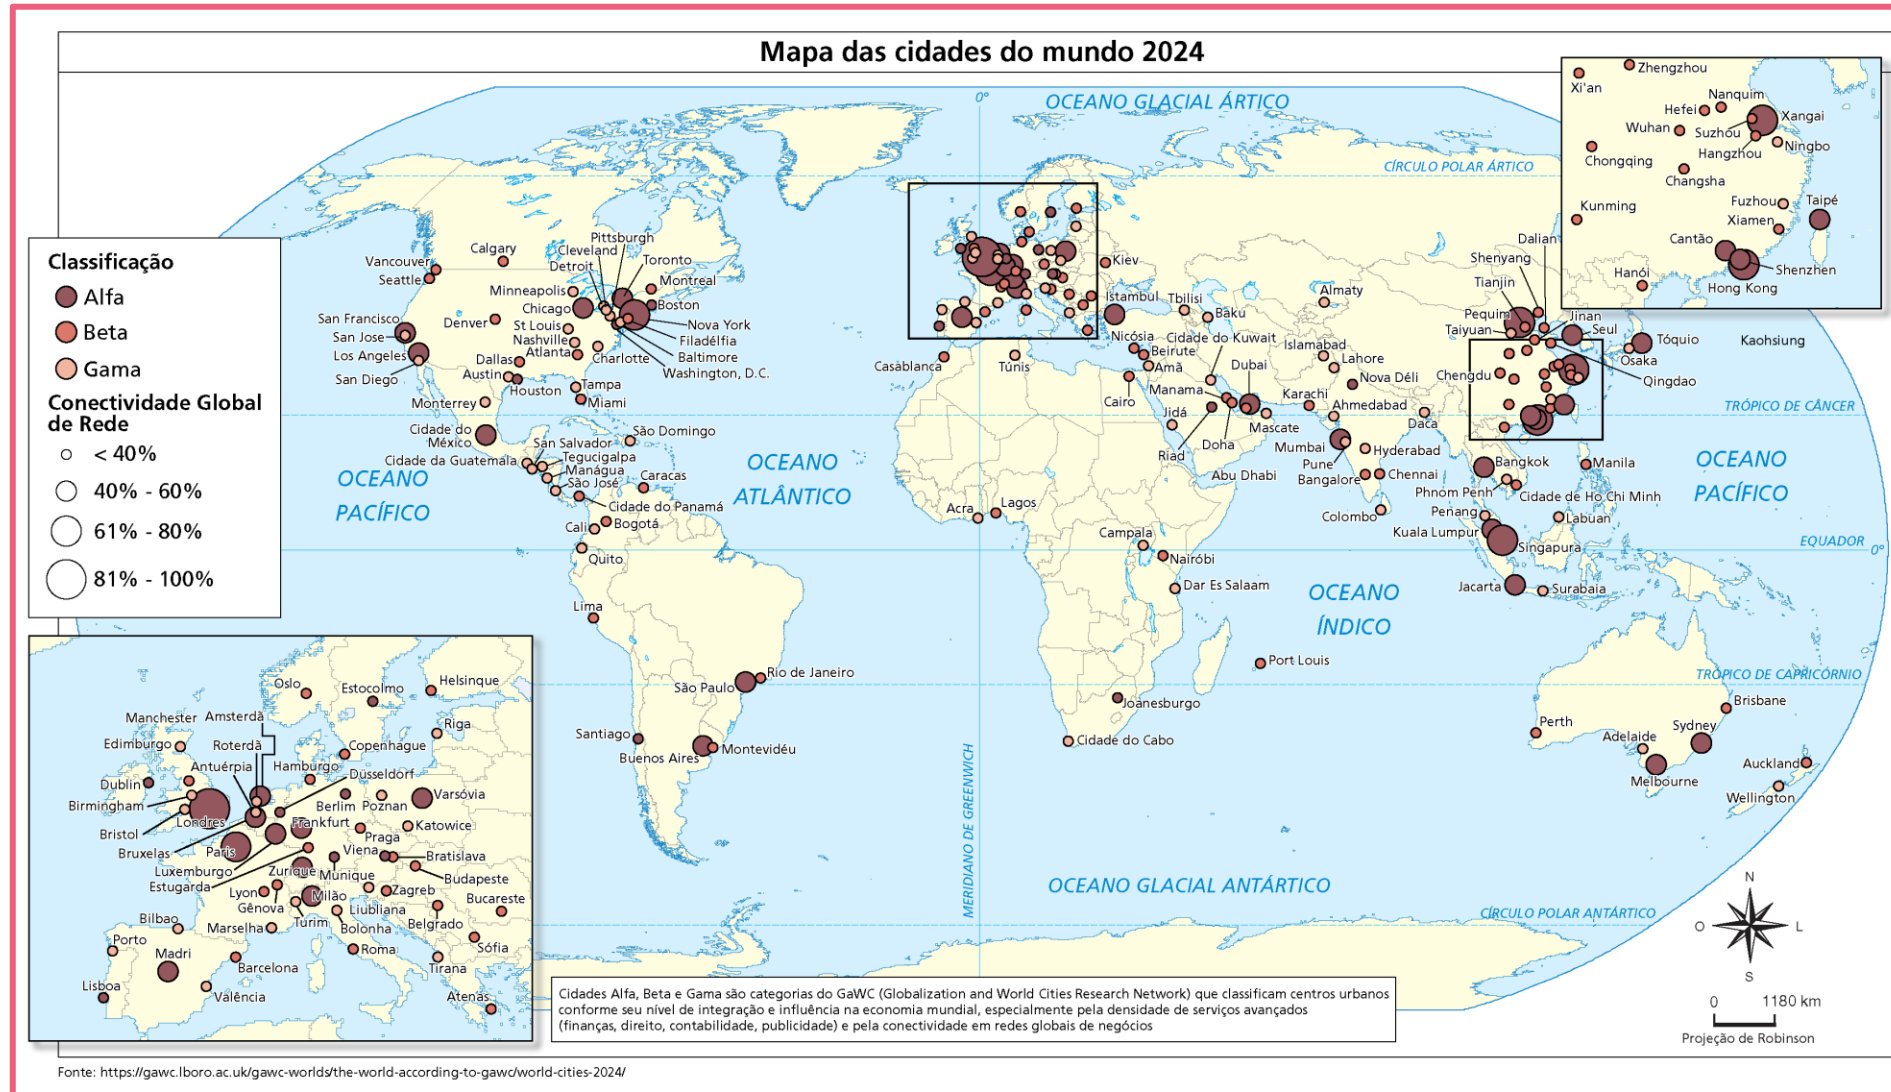 Mapa das cidades do mundo 2024
Classificação
Alfa
Beta
Gama
Conectividade Global
de Rede
< 40%
40% - 60%
61% - 80%
81% - 100%
0°
OCEANO GLACIAL ÁRTICO
CÍRCULO POLAR ÁRTICO
TRÓPICO DE CÂNCER
EQUADOR
0°
TRÓPICO DE CAPRICÓRNIO
CÍRCULO POLAR ANTÁRTICO
MERIDIANO DE GREENWICH
OCEANO
PACÍFICO
OCEANO
ATLÂNTICO
OCEANO
ÍNDICO
OCEANO
PACÍFICO
OCEANO GLACIAL ANTÁRTICO
Vancouver
Seattle
Calgary
Pittsburgh
Cleveland
Detroit
Toronto
Montreal
Minneapolis
Chicago
Boston
San Francisco
San Jose
Denver
St Louis
Nashville
Nova York
Filadélfia
Los Angeles
Dallas
Atlanta
Charlotte
Baltimore
Washington, D.C.
San Diego
Austin
Houston
Tampa
Miami
Monterrey
Cidade do
México
São Domingo
San Salvador
Tegucigalpa
Cidade da Guatemala
Manágua
São José
Caracas
Cidade do Panamá
Cali
Bogotá
Quito
Lima
Rio de Janeiro
São Paulo
Santiago
Buenos Aires
Montevidéu
Kiev
Istambul
Tbilisi
Baku
Almaty
Nicósia
Beirute
Amã
Cidade do Kuwait
Islamabad
Lahore
Casablanca
Túnis
Cairo
Manama
Dubai
Nova Déli
Karachi
Ahmedabad
Jidá
Riad
Doha
Mascate
Abu Dhabi
Daca
Mumbai
Pune
Hyderabad
Bangalore
Chennai
Colombo
Acra
Lagos
Campala
Nairóbi
Dar Es Salaam
Port Louis
Joanesburgo
Cidade do Cabo
Dalian
Shenyang
Tianjin
Pequim
Taiyuan
Jinan
Seul
Tóquio
Osaka
Kaohsiung
Qingdao
Chengdu
Bangkok
Manila
Phnom Penh
Cidade de Ho Chi Minh
Penang
Labuan
Kuala Lumpur
Singapura
Jacarta
Surabaia
Perth
Brisbane
Adelaide
Sydney
Melbourne
Auckland
Wellington
Zhengzhou
Xi'an
Nanquim
Hefei
Xangai
Wuhan
Suzhou
Hangzhou
Ningbo
Chongqing
Changsha
Kunming
Fuzhou
Xiamen
Taipé
Cantão
Hanói
Shenzhen
Hong Kong
Oslo
Estocolmo
Helsinque
Manchester
Amsterdã
Riga
Edimburgo
Roterdã
Copenhague
Antuérpia
Hamburgo
Düsseldorf
Dublin
Birmingham
Berlim
Poznan
Varsóvia
Londres
Frankfurt
Katowice
Bristol
Praga
Bruxelas
Paris
Viena
Bratislava
Luxemburgo
Zurique
Munique
Budapeste
Estugarda
Lyon
Zagreb
Gênova
Milão
Liubliana
Bucareste
Bilbao
Marselha
Turim
Bolonha
Belgrado
Porto
Madri
Roma
Sófia
Barcelona
Tirana
Lisboa
Valência
Atenas
Cidades Alfa, Beta e Gama são categorias do GaWC (Globalization and World Cities Research Network) que classificam centros urbanos
conforme seu nível de integração e influência na economia mundial, especialmente pela densidade de serviços avançados
(finanças, direito, contabilidade, publicidade) e pela conectividade em redes globais de negócios
N
O
L
S
0
1180 km
Projeção de Robinson
Fonte: https://gawc.lboro.ac.uk/gawc-worlds/the-world-according-to-gawc/world-cities-2024/